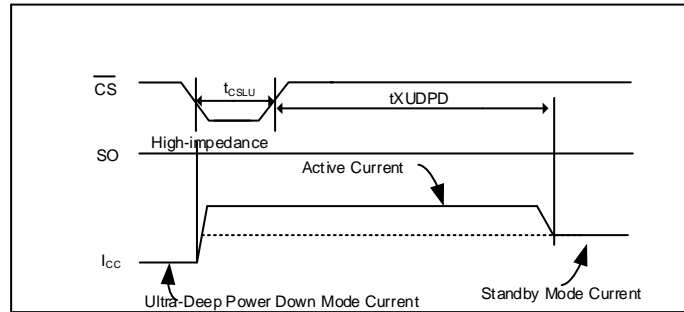 CS
tCSLU
tXUDPD
High-impedance
SO
Active Current
ICC
Ultra-Deep Power Down Mode Current
Standby Mode Current